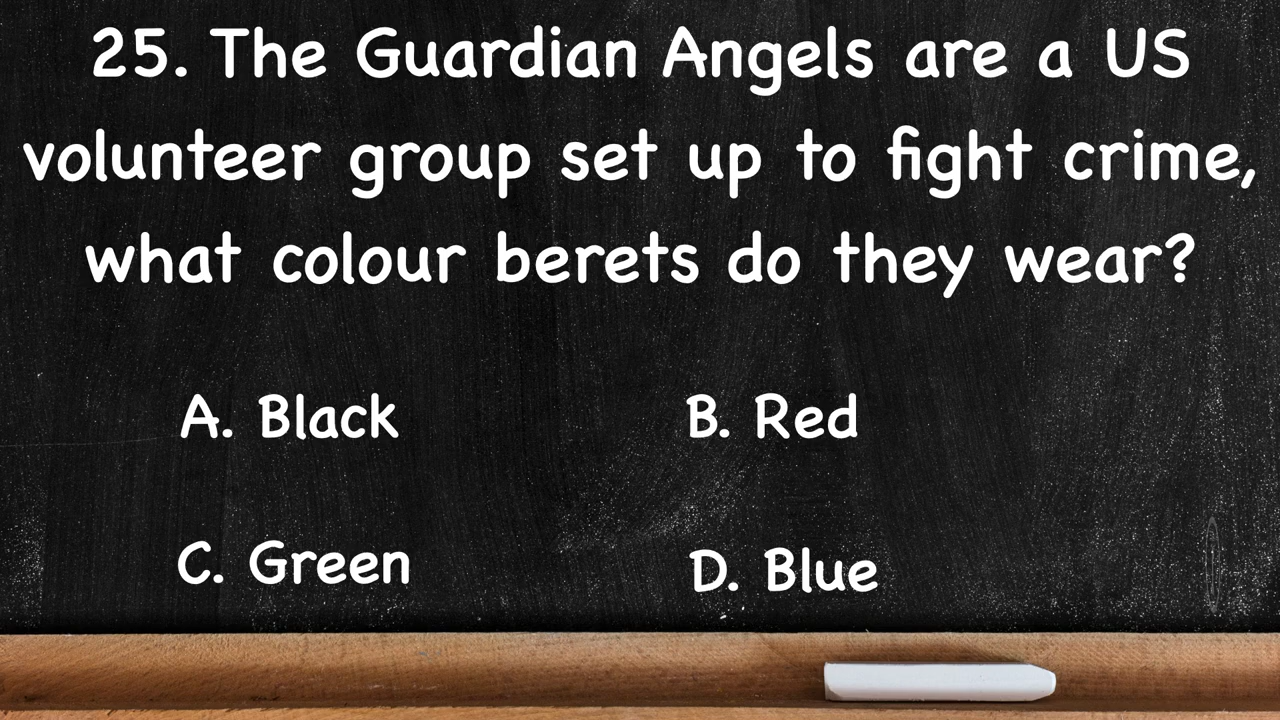 25. The Guardian Angels are a US
volunteer group set up to fight crime,
what colour berets do they wear?
A. Black
B. Red
C. Green
D. Blue